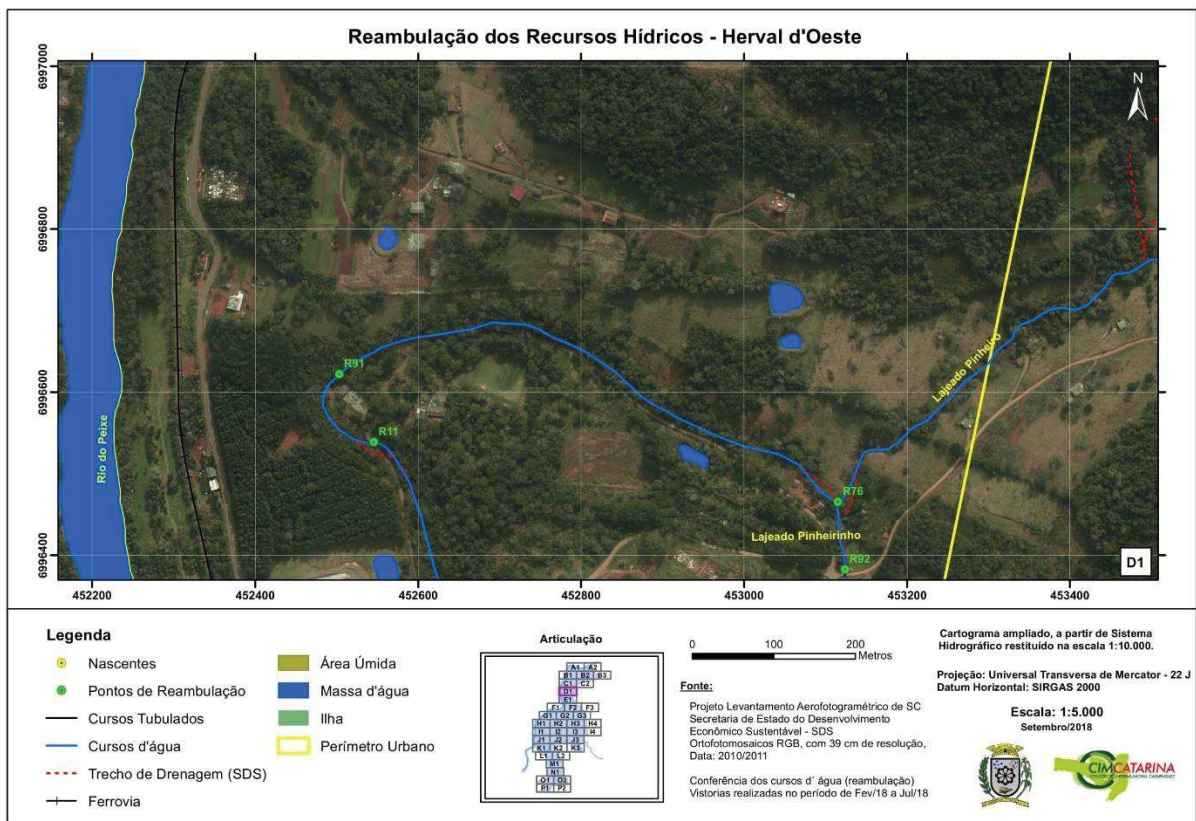 Reambulação dos Recursos Hídricos - Herval d'Oeste
6997000
6996800
6996600
6996400
N
R91
R11
R76
R92
Rio do Peixe
Lajeado Pinheiro
Lajeado Pinheirinho
D1
452200 452400 452600 452800 453000 453200 453400
Legenda
Nascentes
Pontos de Reambulação
Cursos Tubulados
Cursos d'água
Trecho de Drenagem (SDS)
Ferrovia
Área Úmida
Massa d'água
Ilha
Perímetro Urbano
Articulação
A1 A2
B1 B2 B3
C1 C2
D1
E1
F1 F2 F3
G1 G2 G3
H1 H2 H3 H4
I1 I2 I3 I4
J1 J2 J3
K1 K2 K3
L1 L2
M1
N1
O1 O2
P1 P2
0 100 200
Metros
Fonte:
Projeto Levantamento Aerofotogramétrico de SC
Secretaria de Estado do Desenvolvimento
Econômico Sustentável - SDS
Ortofotomosaicos RGB, com 39 cm de resolução,
Data: 2010/2011
Conferência dos cursos d´ água (reambulação)
Vistorias realizadas no período de Fev/18 a Jul/18
Cartograma ampliado, a partir de Sistema
Hidrográfico restituído na escala 1:10.000.
Projeção: Universal Transversa de Mercator - 22 J
Datum Horizontal: SIRGAS 2000
Escala: 1:5.000
Setembro/2018
CIMCATARINA